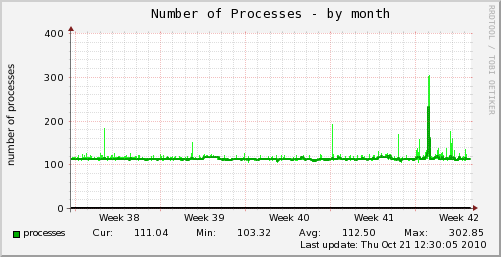 Number of Processes - by month
RRDTOOL / TOBI OETIKER
number of processes
400
300
200
100
0
Week 38 Week 39 Week 40 Week 41 Week 42
processes Cur: 111.04 Min: 103.32 Avg: 112.50 Max: 302.85
Last update: Thu Oct 21 12:30:05 2010